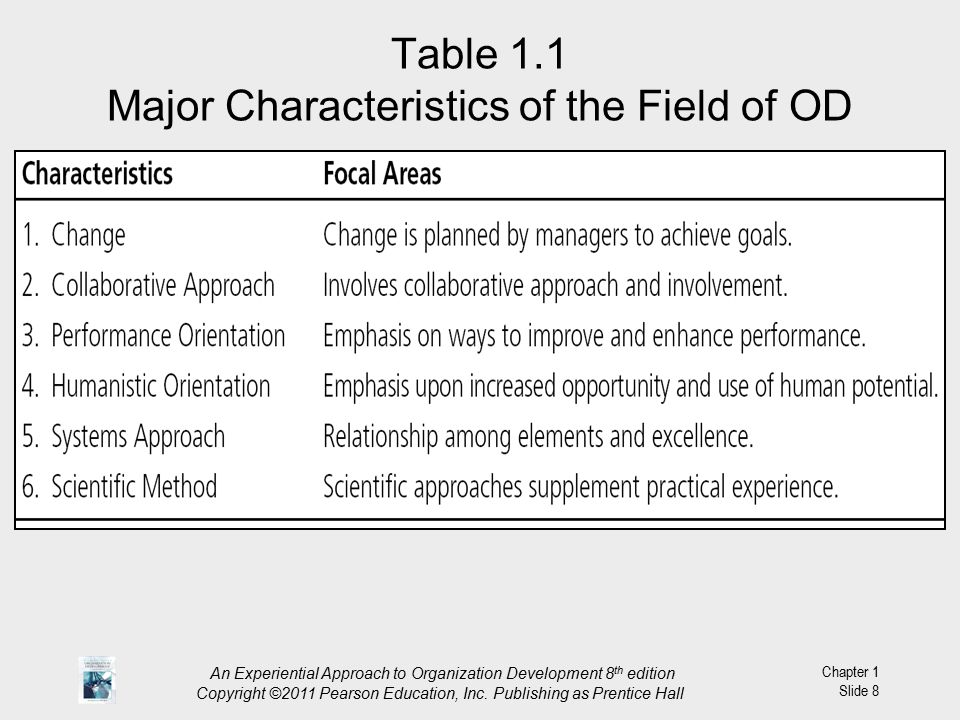 Table 1.1
Major Characteristics of the Field of OD
Characteristics Focal Areas
1. Change Change is planned by managers to achieve goals.
2. Collaborative Approach Involves collaborative approach and involvement.
3. Performance Orientation Emphasis on ways to improve and enhance performance.
4. Humanistic Orientation Emphasis upon increased opportunity and use of human potential.
5. Systems Approach Relationship among elements and excellence.
6. Scientific Method Scientific approaches supplement practical experience.
An Experiential Approach to Organization Development 8th edition
Copyright ©2011 Pearson Education, Inc. Publishing as Prentice Hall
Chapter 1
Slide 8